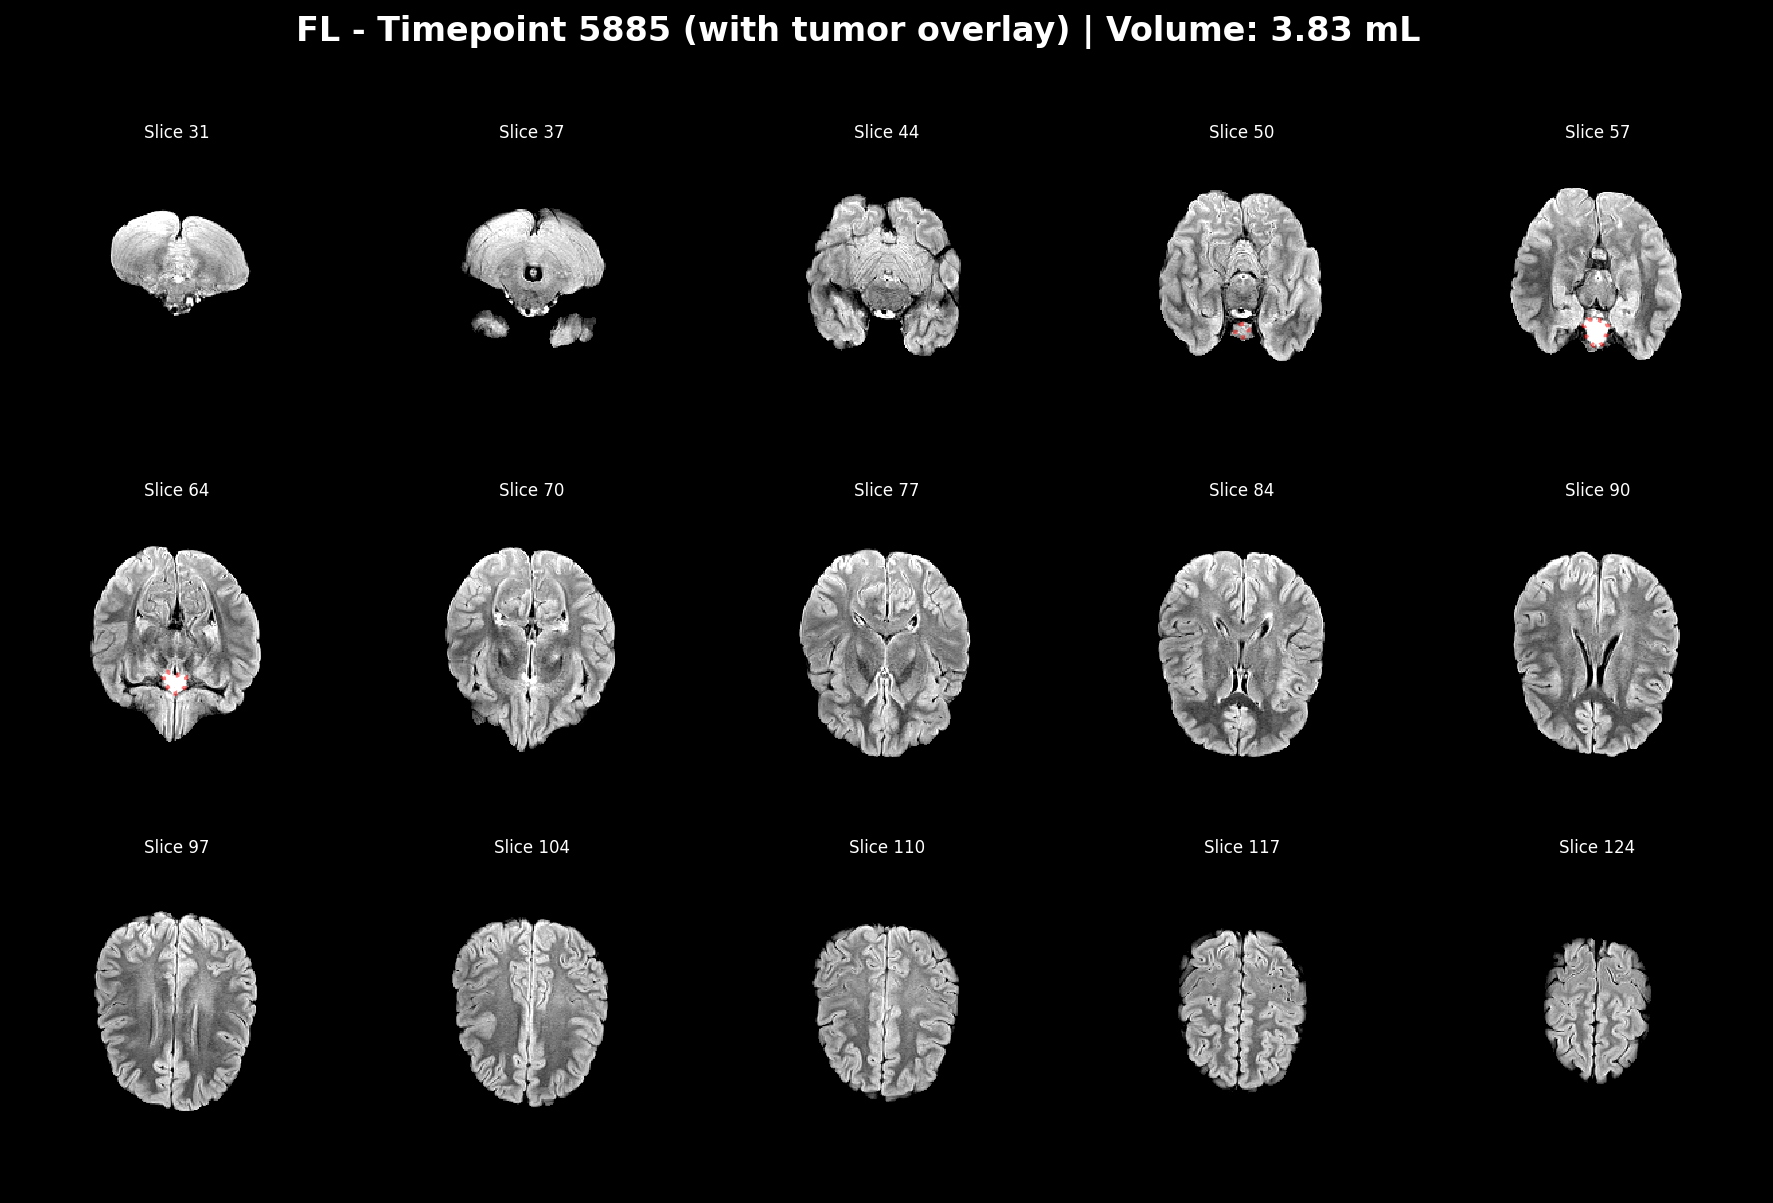 FL - Timepoint 5885 (with tumor overlay) | Volume: 3.83 mL
Slice 31
Slice 37
Slice 44
Slice 50
Slice 57
Slice 64
Slice 70
Slice 77
Slice 84
Slice 90
Slice 97
Slice 104
Slice 110
Slice 117
Slice 124